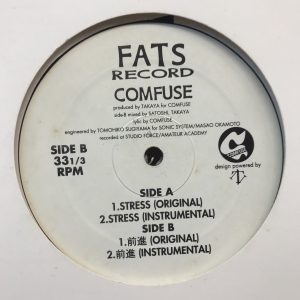 FATS
RECORD
COMFUSE
produced by TAKAYA for COMFUSE
side-B mixed by SATOSHI, TAKAYA
lyric by COMFUSE
engineered by TOMOHIKO SUGIYAMA for SONIC SYSTEM/MASAO OKAMOTO
recorded at STUDIO FORCE/AMATEUR ACADEMY
SIDE B
33 1/3
RPM
design powered by
SIDE A
1.STRESS (ORIGINAL)
2.STRESS (INSTRUMENTAL)
SIDE B
1.前進 (ORIGINAL)
2.前進 (INSTRUMENTAL)